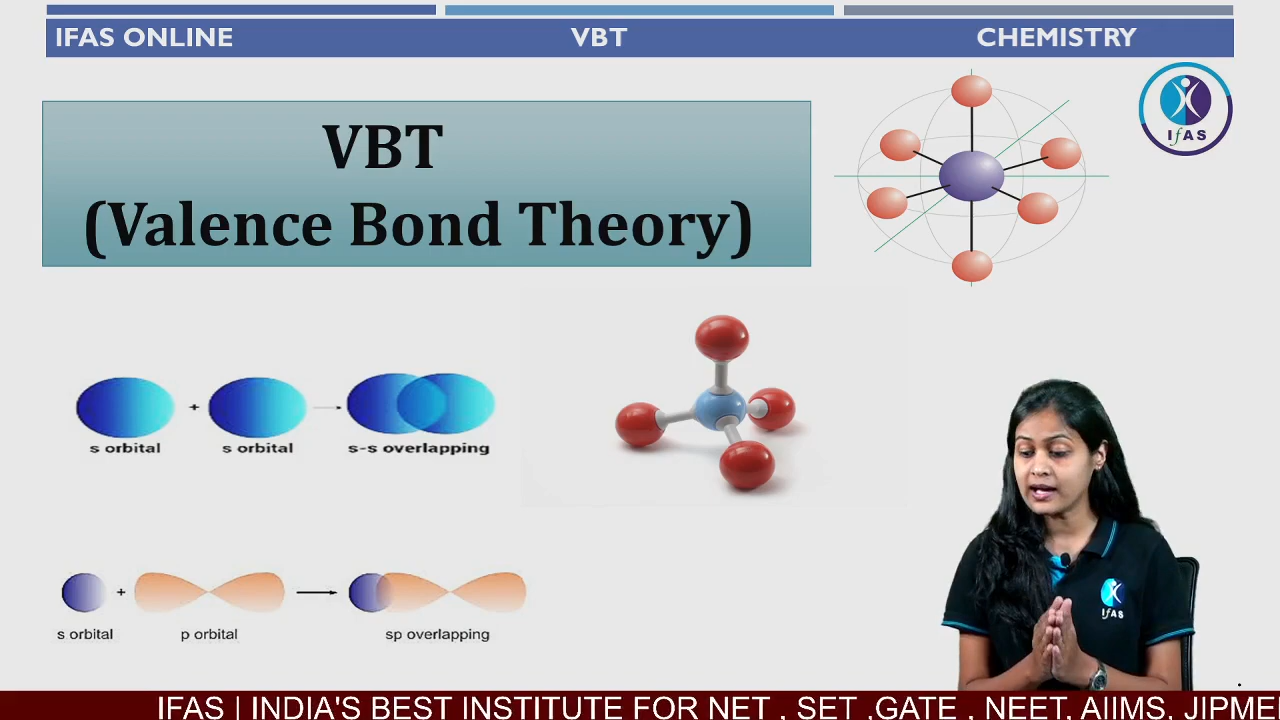 IFAS ONLINE
VBT
CHEMISTRY
VBT
(Valence Bond Theory)
IfAS
+
s orbital
s orbital
s-s overlapping
+
s orbital
p orbital
sp overlapping
IfAS
IFAS | INDIA'S BEST INSTITUTE FOR NET , SET ,GATE , NEET, AIIMS, JIPME